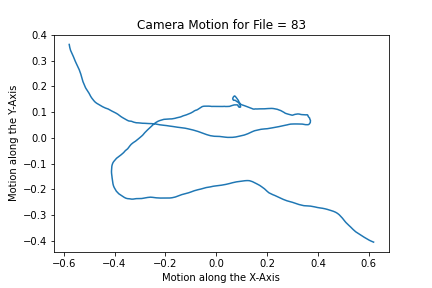 Camera Motion for File = 83
Motion along the Y-Axis
0.4
0.3
0.2
0.1
0.0
−0.1
−0.2
−0.3
−0.4
−0.6 −0.4 −0.2 0.0 0.2 0.4 0.6
Motion along the X-Axis